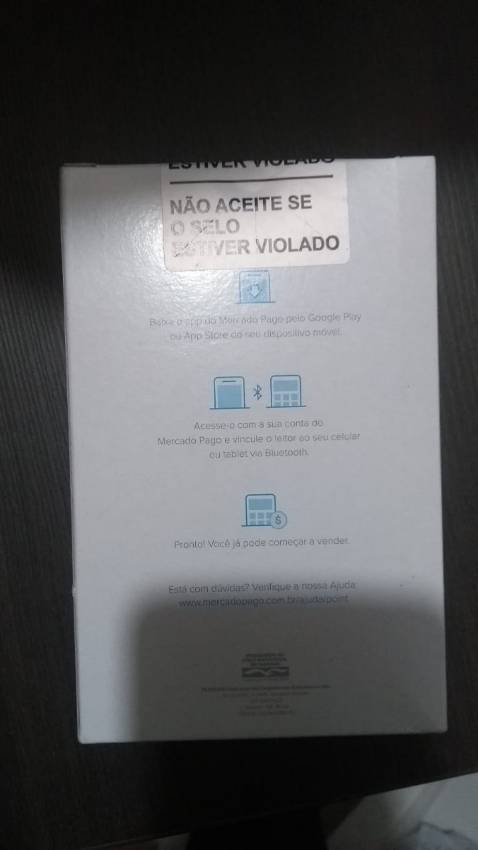 ESTIVER VIOLADO
NÃO ACEITE SE
O SELO
ESTIVER VIOLADO
Baixe o app do Mercado Pago pelo Google Play
ou App Store do seu dispositivo móvel.
Acesse-o com a sua conta do
Mercado Pago e vincule o leitor ao seu celular
ou tablet via Bluetooth.
$
Pronto! Você já pode começar a vender.
Está com dúvidas? Verifique a nossa Ajuda:
www.mercadopago.com.br/ajuda/point